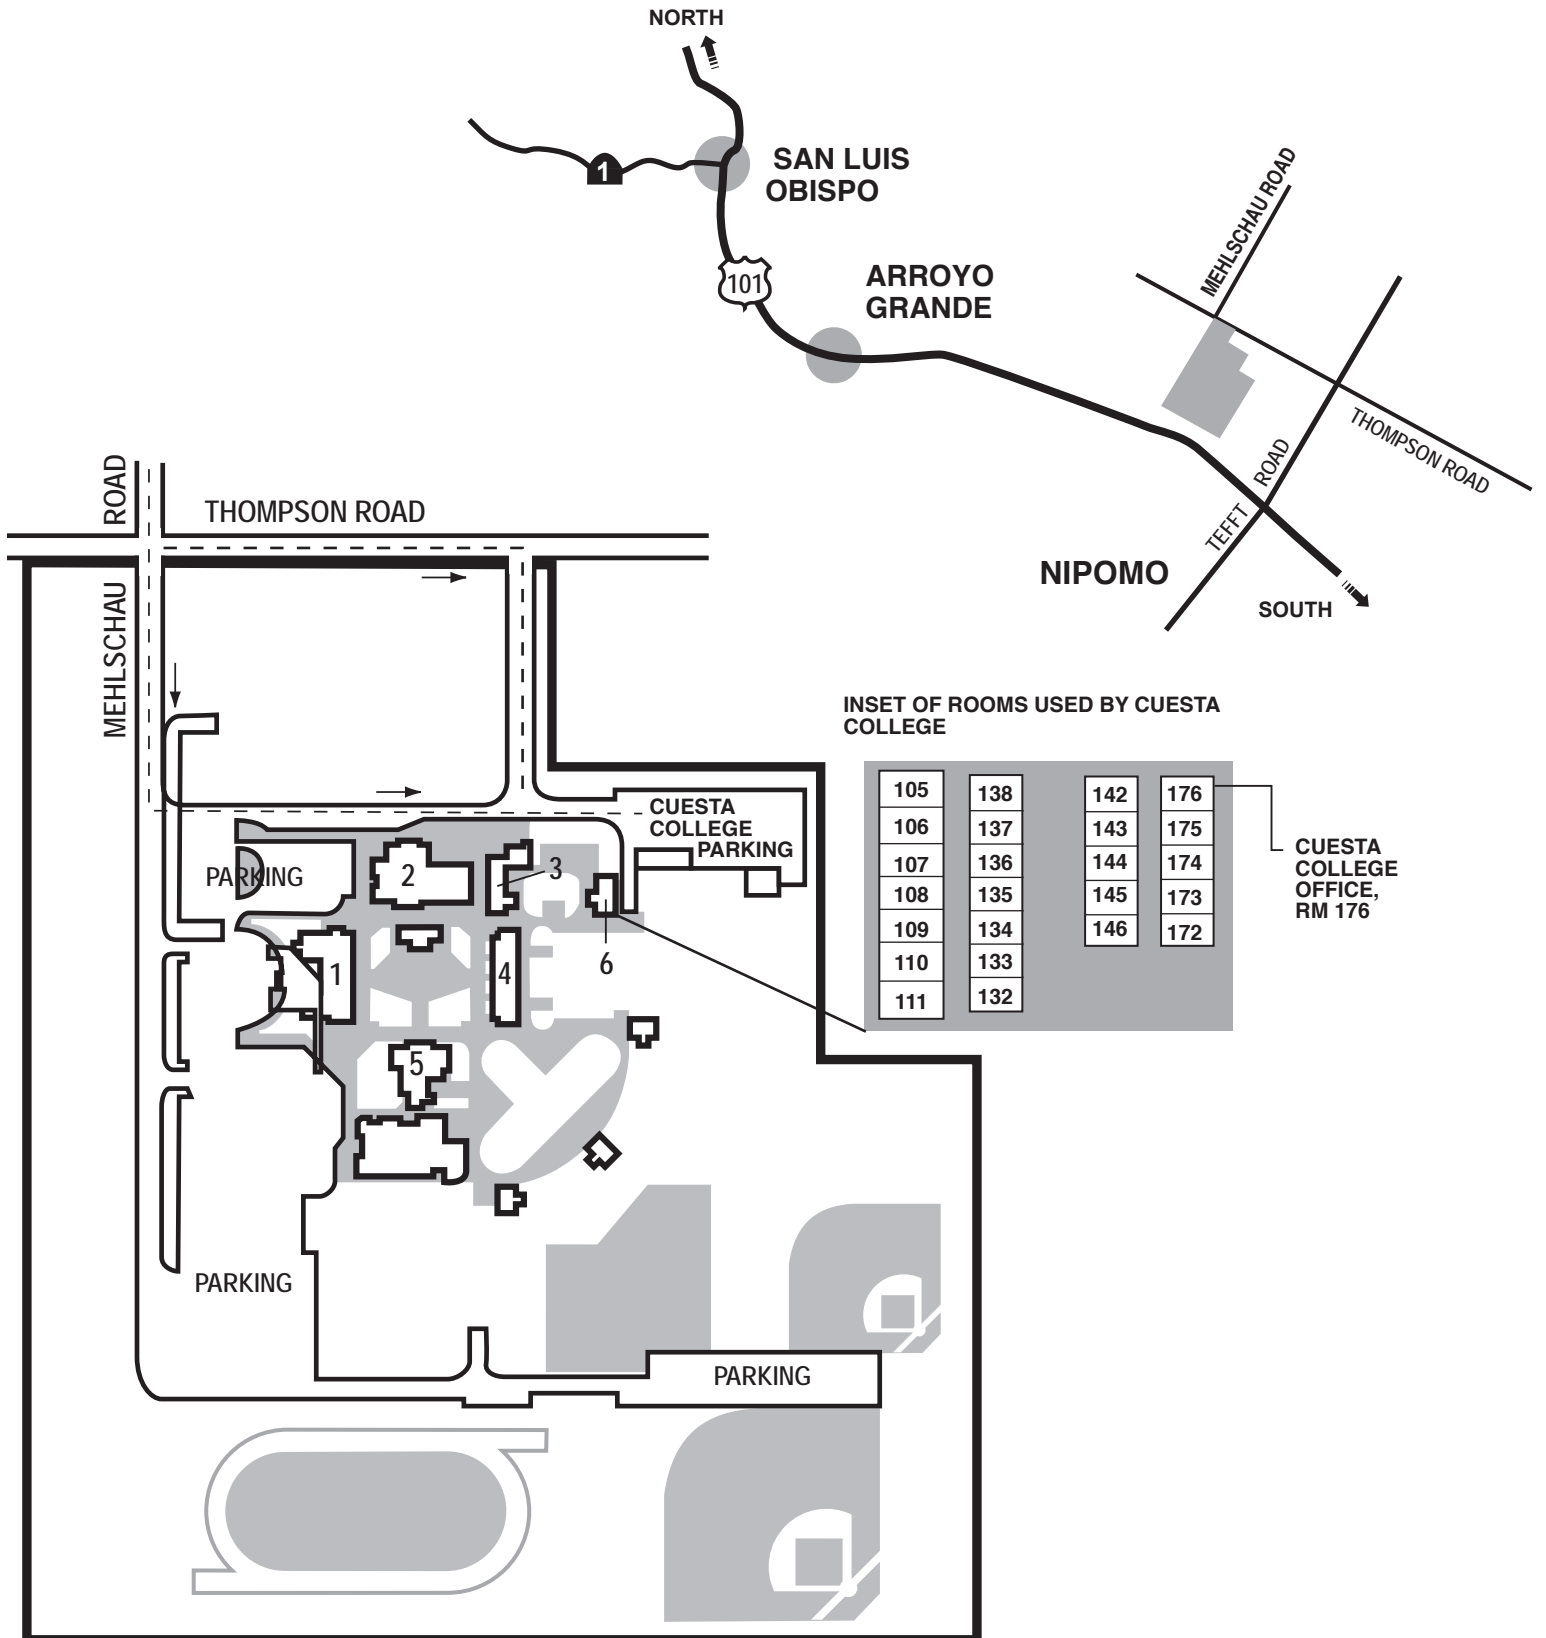 NORTH
SAN LUIS
OBISPO
1
101
ARROYO
GRANDE
MEHLSCHAU ROAD
THOMPSON ROAD
TEFFT ROAD
NIPOMO
SOUTH
MEHLSCHAU ROAD
THOMPSON ROAD
CUESTA
COLLEGE
PARKING
PARKING
1
2
3
4
5
6
PARKING
PARKING
INSET OF ROOMS USED BY CUESTA
COLLEGE
105
106
107
108
109
110
111
138
137
136
135
134
133
132
142
143
144
145
146
176
175
174
173
172
CUESTA
COLLEGE
OFFICE,
RM 176